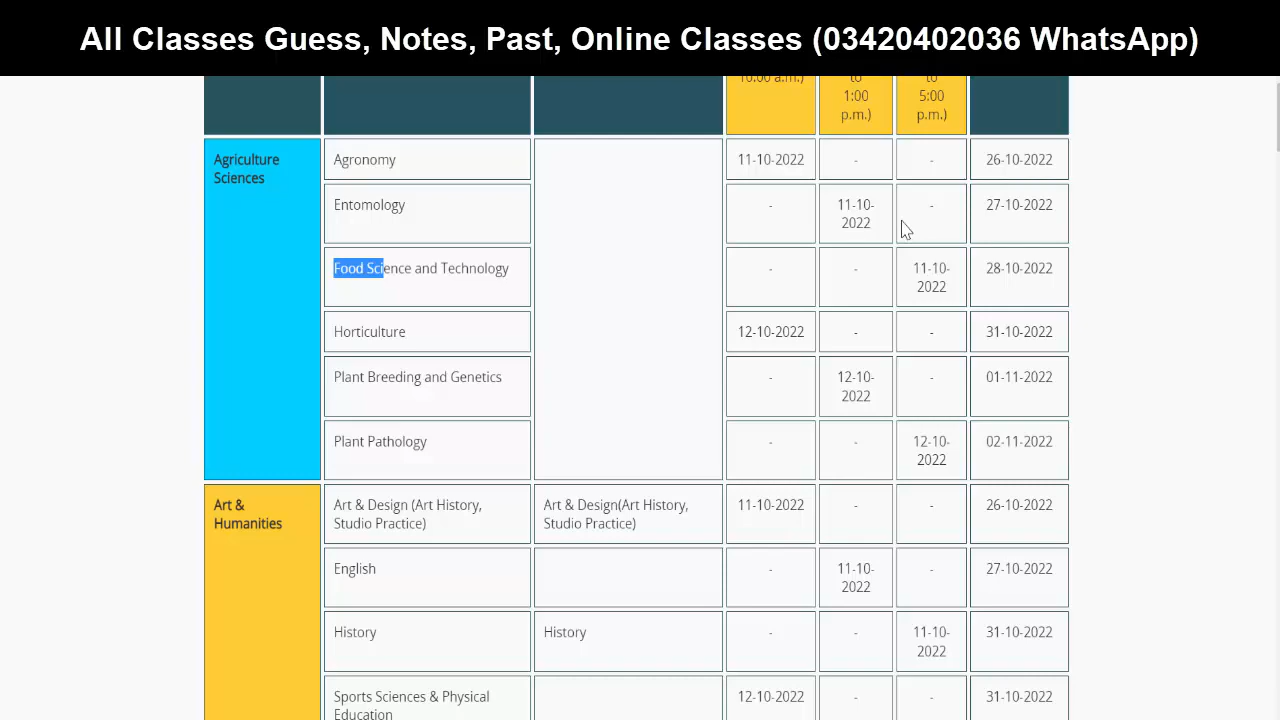 All Classes Guess, Notes, Past, Online Classes (03420402036 WhatsApp)
10:00 a.m.)
to
1:00
p.m.)
to
5:00
p.m.)
Agriculture
Sciences
Agronomy
11-10-2022
-
-
26-10-2022
Entomology
-
11-10-
2022
-
27-10-2022
Food Science and Technology
-
-
11-10-
2022
28-10-2022
Horticulture
12-10-2022
-
-
31-10-2022
Plant Breeding and Genetics
-
12-10-
2022
-
01-11-2022
Plant Pathology
-
-
12-10-
2022
02-11-2022
Art &
Humanities
Art & Design (Art History,
Studio Practice)
Art & Design(Art History,
Studio Practice)
11-10-2022
-
-
26-10-2022
English
-
11-10-
2022
-
27-10-2022
History
History
-
-
11-10-
2022
31-10-2022
Sports Sciences & Physical
Education
12-10-2022
-
-
31-10-2022